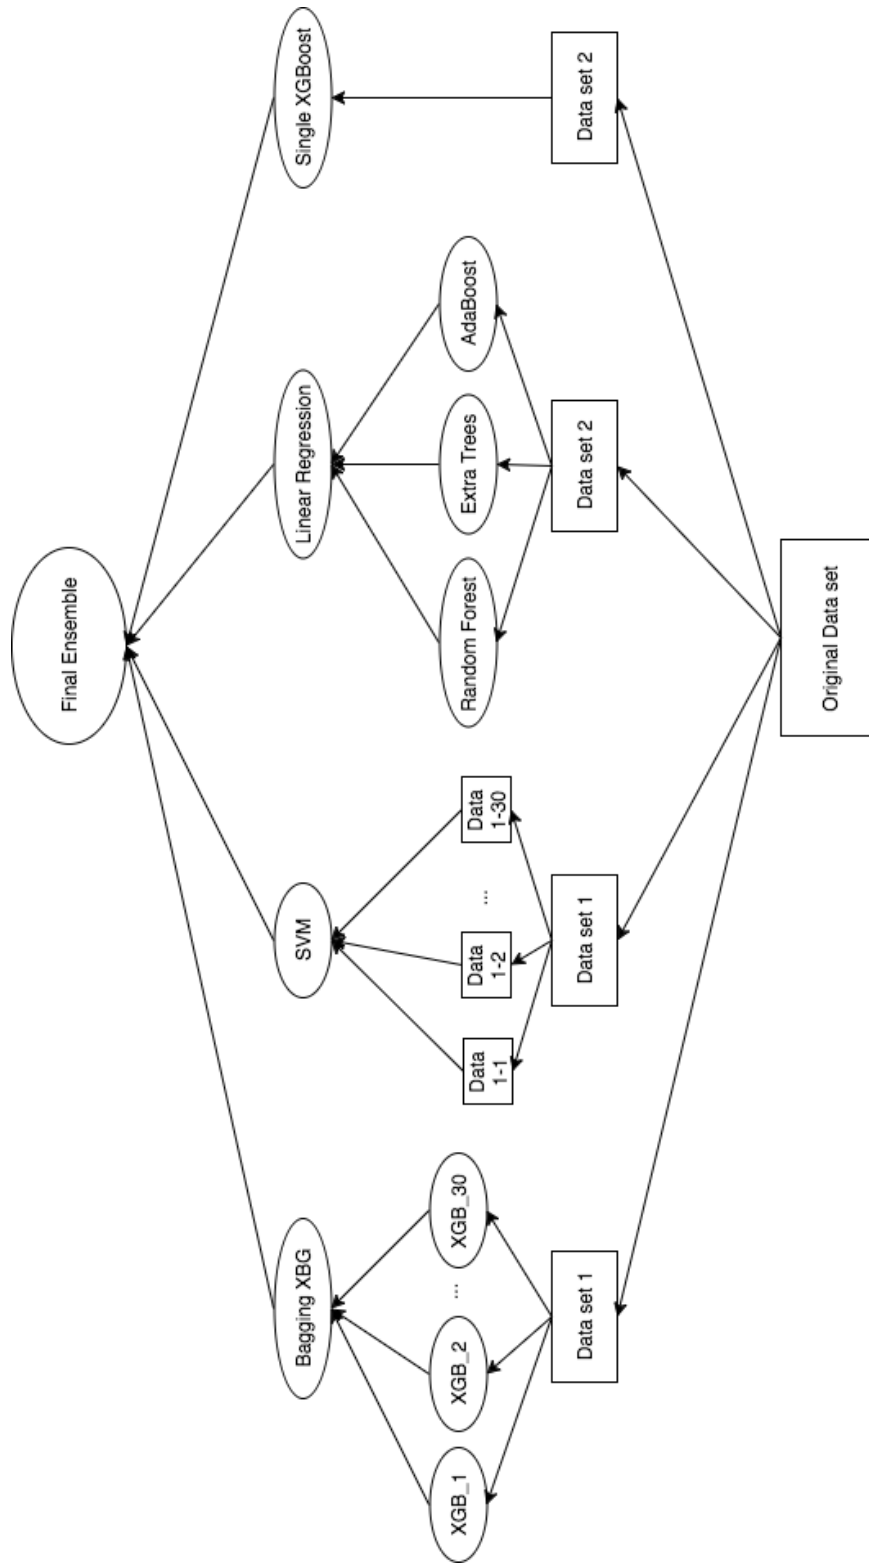 Final Ensemble
Bagging XBG
SVM
Linear Regression
Single XGBoost
XGB_1
XGB_2
...
XGB_30
Data
1-1
Data
1-2
...
Data
1-30
Random Forest
Extra Trees
AdaBoost
Data set 1
Data set 1
Data set 2
Data set 2
Original Data set